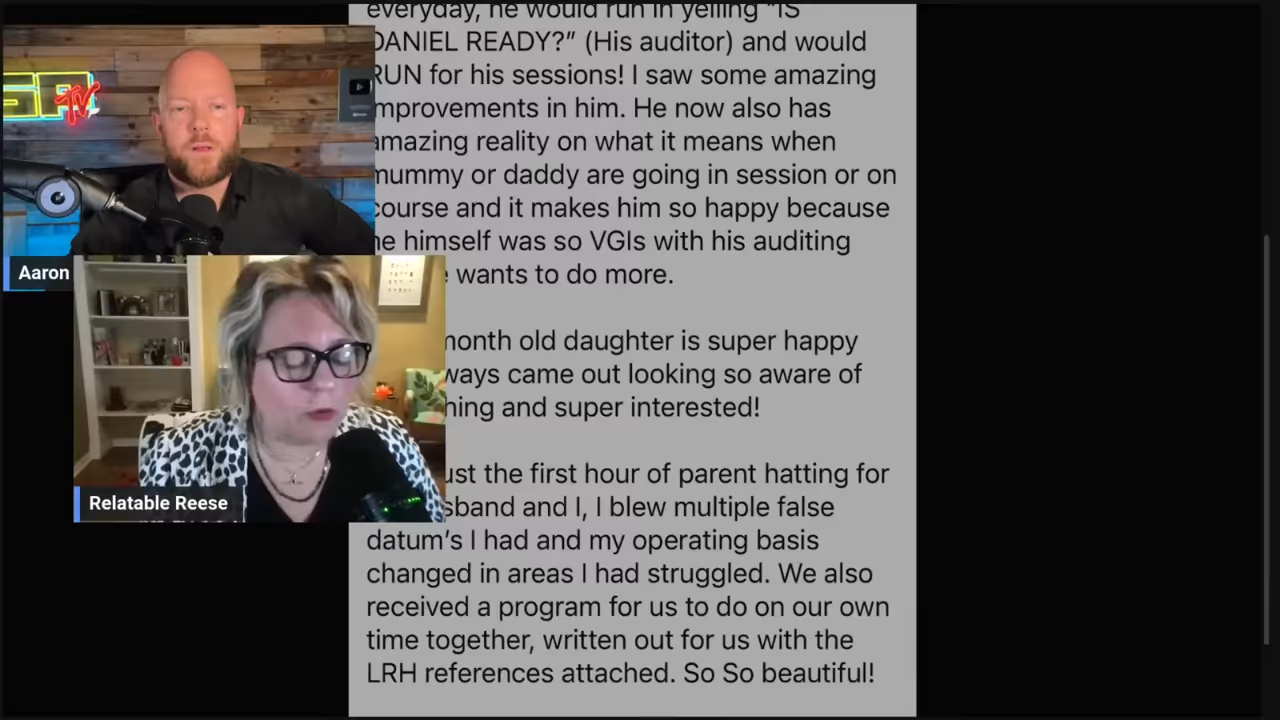 everyday, he would run in yelling "IS
DANIEL READY?" (His auditor) and would
RUN for his sessions! I saw some amazing
improvements in him. He now also has
amazing reality on what it means when
mummy or daddy are going in session or on
course and it makes him so happy because
he himself was so VGIs with his auditing
wants to do more.
month old daughter is super happy
ways came out looking so aware of
hing and super interested!
ust the first hour of parent hatting for
sband and I, I blew multiple false
datum's I had and my operating basis
changed in areas I had struggled. We also
received a program for us to do on our own
time together, written out for us with the
LRH references attached. So So beautiful!
TV
Aaron
Relatable Reese